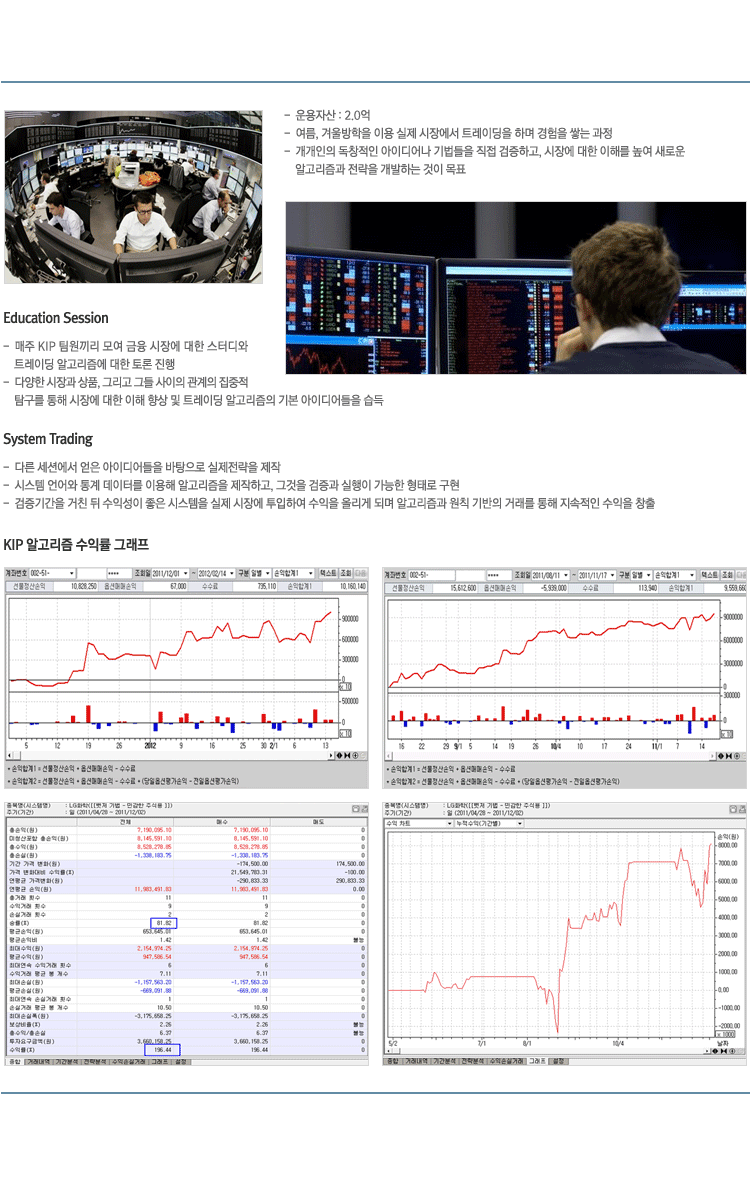 - 운용자산 : 2.0억
- 여름, 겨울방학을 이용 실제 시장에서 트레이딩을 하며 경험을 쌓는 과정
- 개개인의 독창적인 아이디어나 기법들을 직접 검증하고, 시장에 대한 이해를 높여 새로운
알고리즘과 전략을 개발하는 것이 목표
Education Session
- 매주 KIP 팀원끼리 모여 금융 시장에 대한 스터디와
트레이딩 알고리즘에 대한 토론 진행
- 다양한 시장과 상품, 그리고 그들 사이의 관계의 집중적
탐구를 통해 시장에 대한 이해 향상 및 트레이딩 알고리즘의 기본 아이디어들을 습득
System Trading
- 다른 세션에서 얻은 아이디어들을 바탕으로 실제전략을 제작
- 시스템 언어와 통계 데이터를 이용해 알고리즘을 제작하고, 그것을 검증과 실행이 가능한 형태로 구현
- 검증기간을 거친 뒤 수익성이 좋은 시스템을 실제 시장에 투입하여 수익을 올리게 되며 알고리즘과 원칙 기반의 거래를 통해 지속적인 수익을 창출
KIP 알고리즘 수익률 그래프
계좌번호 002-51- **** 조회일 2011/12/01 ~ 2012/02/14 구분 일별 손익합계1 텍스트 조회
선물정산손익 10,828,250 옵션매매손익 67,000 수수료 735,110 손익합계1 10,160,140
9000000
6000000
3000000
0
x 10
500000
0
x 10
5 12 19 26 2012 9 16 25 30 2/1 6 13
* 손익합계1 = 선물정산손익 + 옵션매매손익 - 수수료
* 손익합계2 = 선물정산손익 + 옵션매매손익 - 수수료 + (당일옵션평가손익 - 전일옵션평가손익)
계좌번호 002-51- **** 조회일 2011/08/11 ~ 2011/11/17 구분 일별 손익합계1 텍스트 조회
선물정산손익 15,612,600 옵션매매손익 -5,939,000 수수료 113,940 손익합계1 9,559,660
9000000
6000000
3000000
0
300000
0
x 10
16 22 29 9/1 5 14 19 26 10/4 10 17 24 11/1 7 14
* 손익합계1 = 선물정산손익 + 옵션매매손익 - 수수료
* 손익합계2 = 선물정산손익 + 옵션매매손익 - 수수료 + (당일옵션평가손익 - 전일옵션평가손익)
종목명(시스템명) : LG화학([[벗겨 기법 - 민감한 주식용 ]])
주기(기간) : 일 (2011/04/28 ~ 2011/12/02)
전체 매수 매도
총손익(원) 7,190,095.10 7,190,095.10 0
미청산포함 총손익(원) 8,145,591.10 8,145,591.10 0
총수익(원) 8,528,278.85 8,528,278.85 0
총손실(원) -1,338,183.75 -1,338,183.75 0
기간 가격 변화(원) -174,500.00 174,500.00
가격 변화대비 수익률(%) 21,549,783.31 -100.00
연평균 가격변화(원) -290,833.33 290,833.33
연평균 손익(원) 11,983,491.83 11,983,491.83 0.00
총거래 횟수 11 11 0
수익거래 횟수 9 9 0
손실거래 횟수 2 2 0
승률(%) 81.82 81.82 0
평균손익(원) 653,645.01 653,645.01 0
평균손익비 1.42 1.42 불능
최대수익(원) 2,154,974.25 2,154,974.25 0
평균수익(원) 947,586.54 947,586.54 0
최대연속 수익거래 횟수 6 6 0
수익거래 평균 봉 개수 7.11 7.11 0
최대손실(원) -1,157,563.20 -1,157,563.20 0
평균손실(원) -669,091.88 -669,091.88 0
최대연속 손실거래 횟수 1 1 0
손실거래 평균 봉 개수 10.50 10.50 0
최대손실폭(원) -3,175,658.25 -3,175,658.25 0
보상비율(%) 2.26 2.26 불능
총수익/총손실 6.37 6.37 불능
투자요구금액(원) 3,660,158.25 3,660,158.25 0
수익률(%) 196.44 196.44 0
종합 거래내역 기간분석 전략분석 수익손실거래 그래프 설정
종목명(시스템명) : LG화학([[벗겨 기법 - 민감한 주식용 ]])
주기(기간) : 일 (2011/04/28 ~ 2011/12/02)
수익 차트 누적수익(기간별)
손익(원)
8000.00
7000.00
6000.00
5000.00
4000.00
3000.00
2000.00
1000.00
0.00
-1000.00
-2000.00
x 1000
5/2 7/1 8/1 10/4 날짜
종합 거래내역 기간분석 전략분석 수익손실거래 그래프 설정